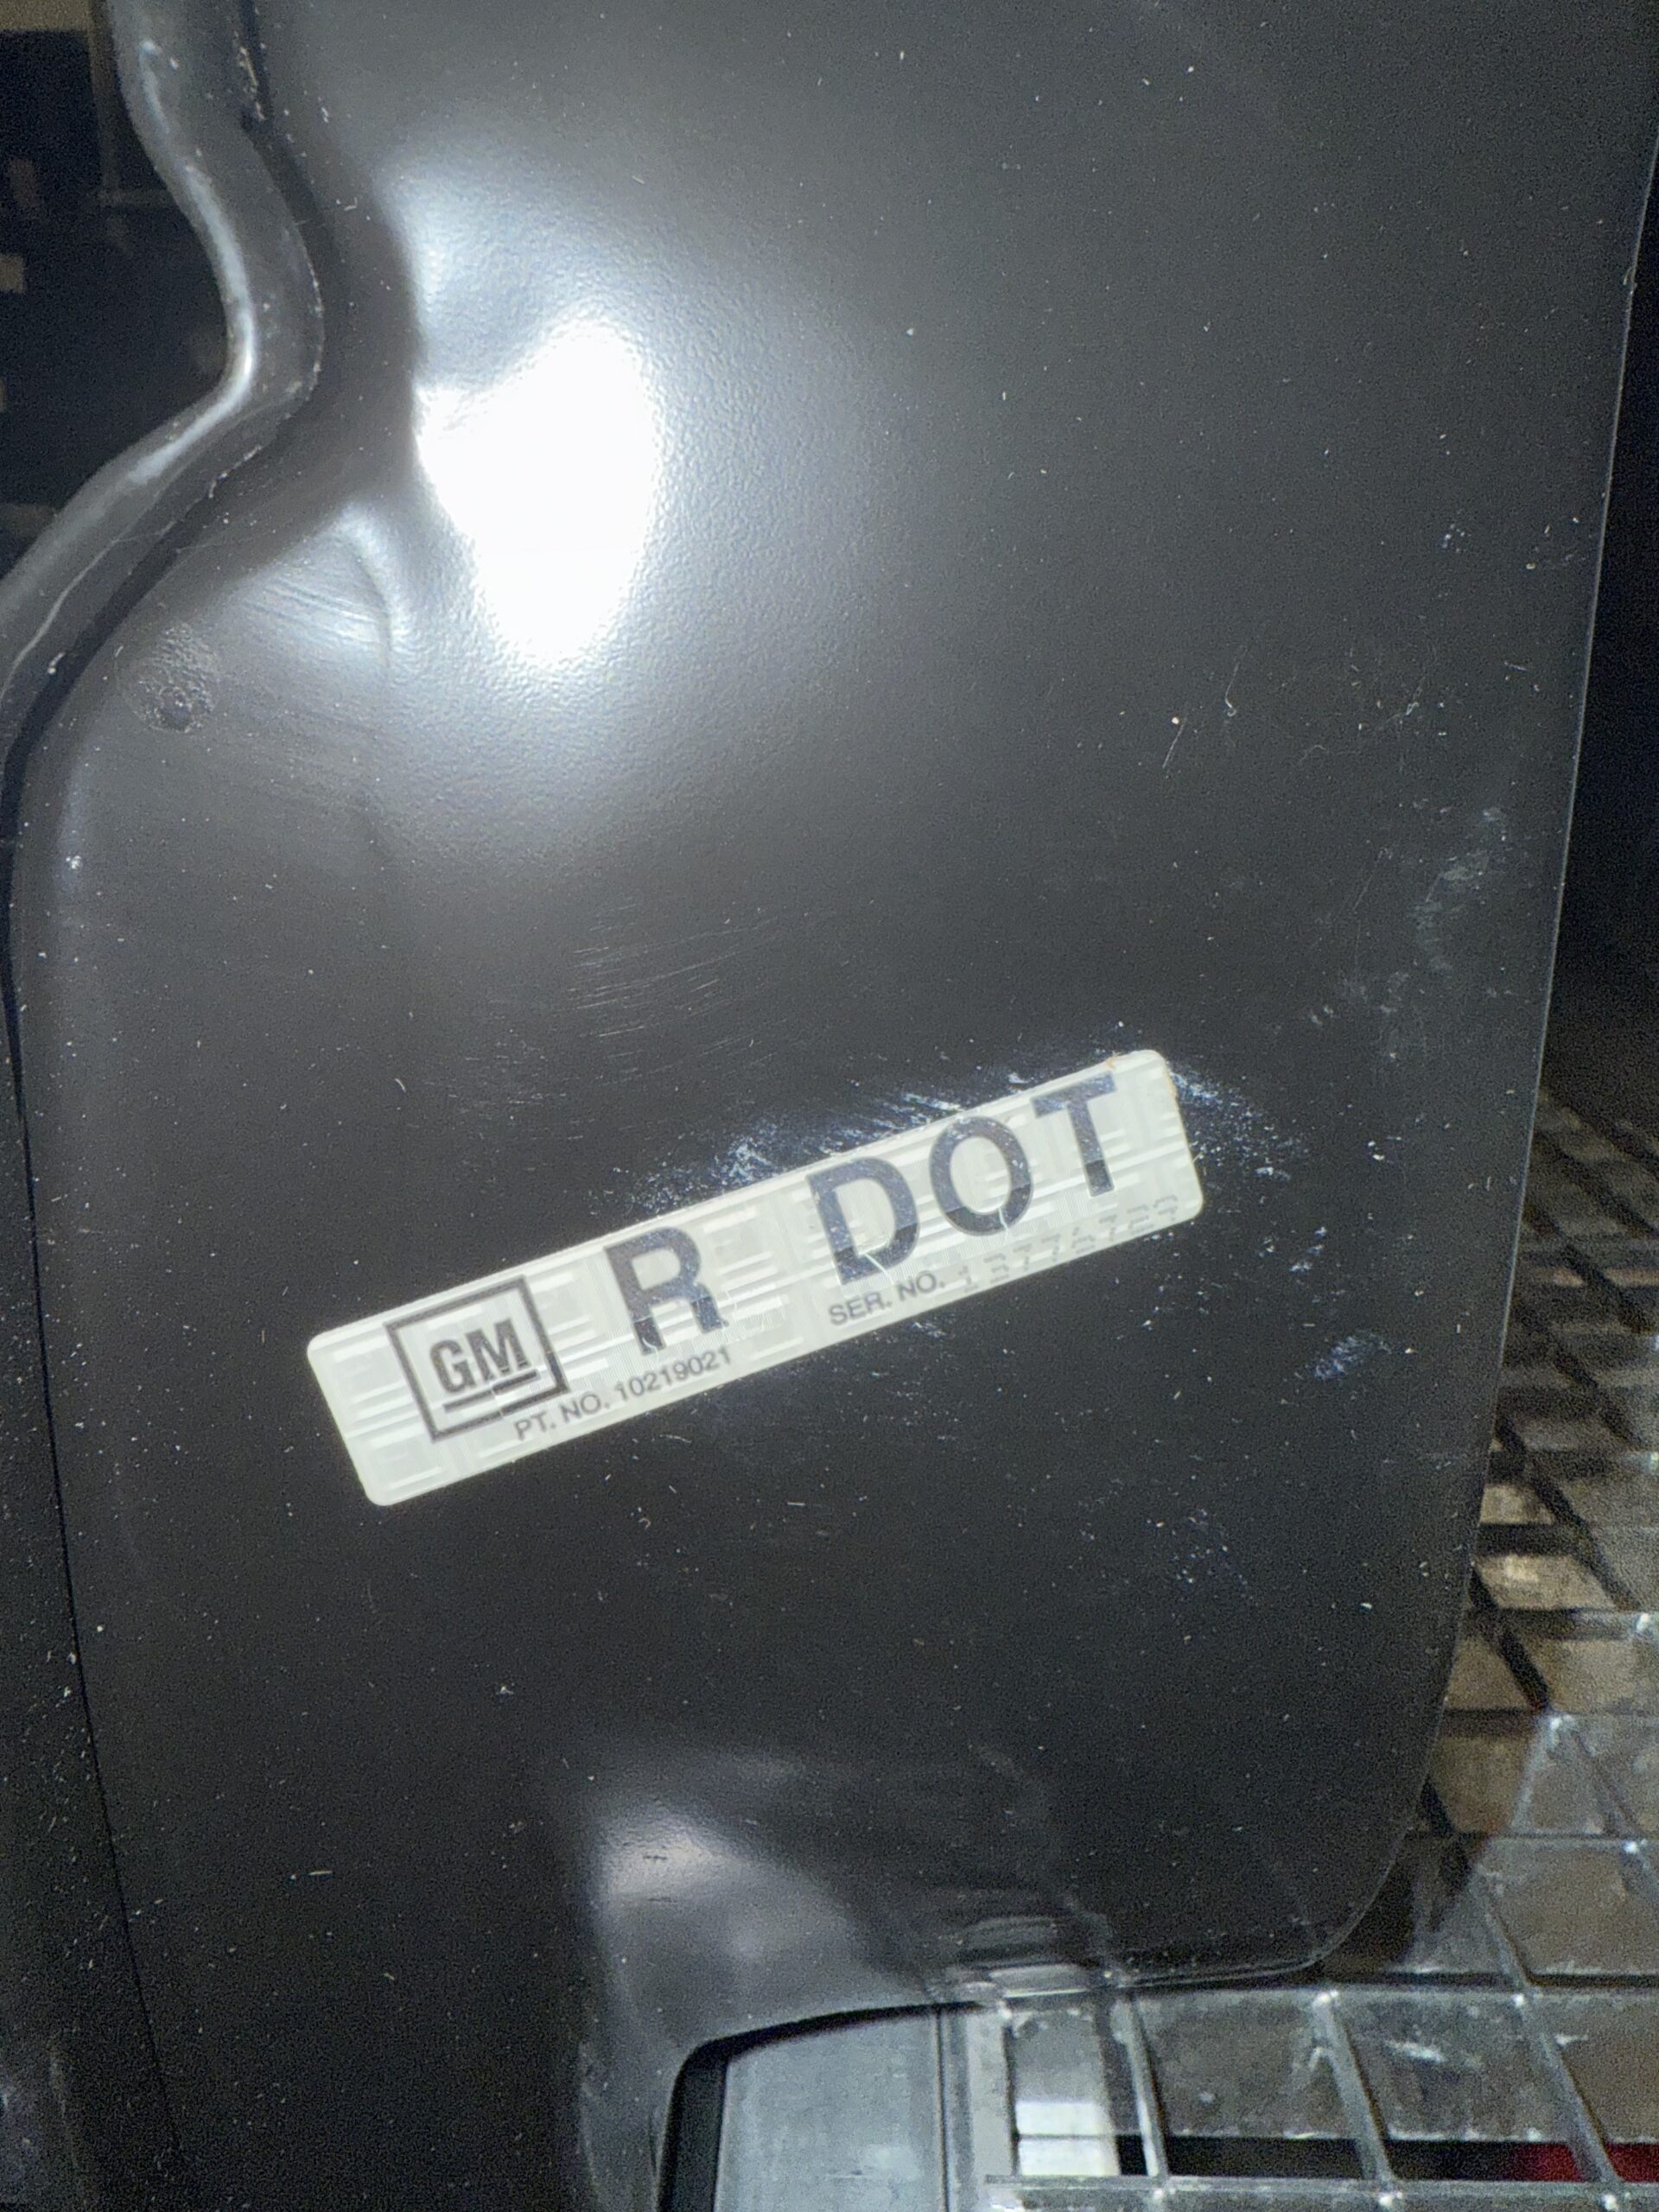 GM R DOT
PT. NO. 10219021 SER. NO.